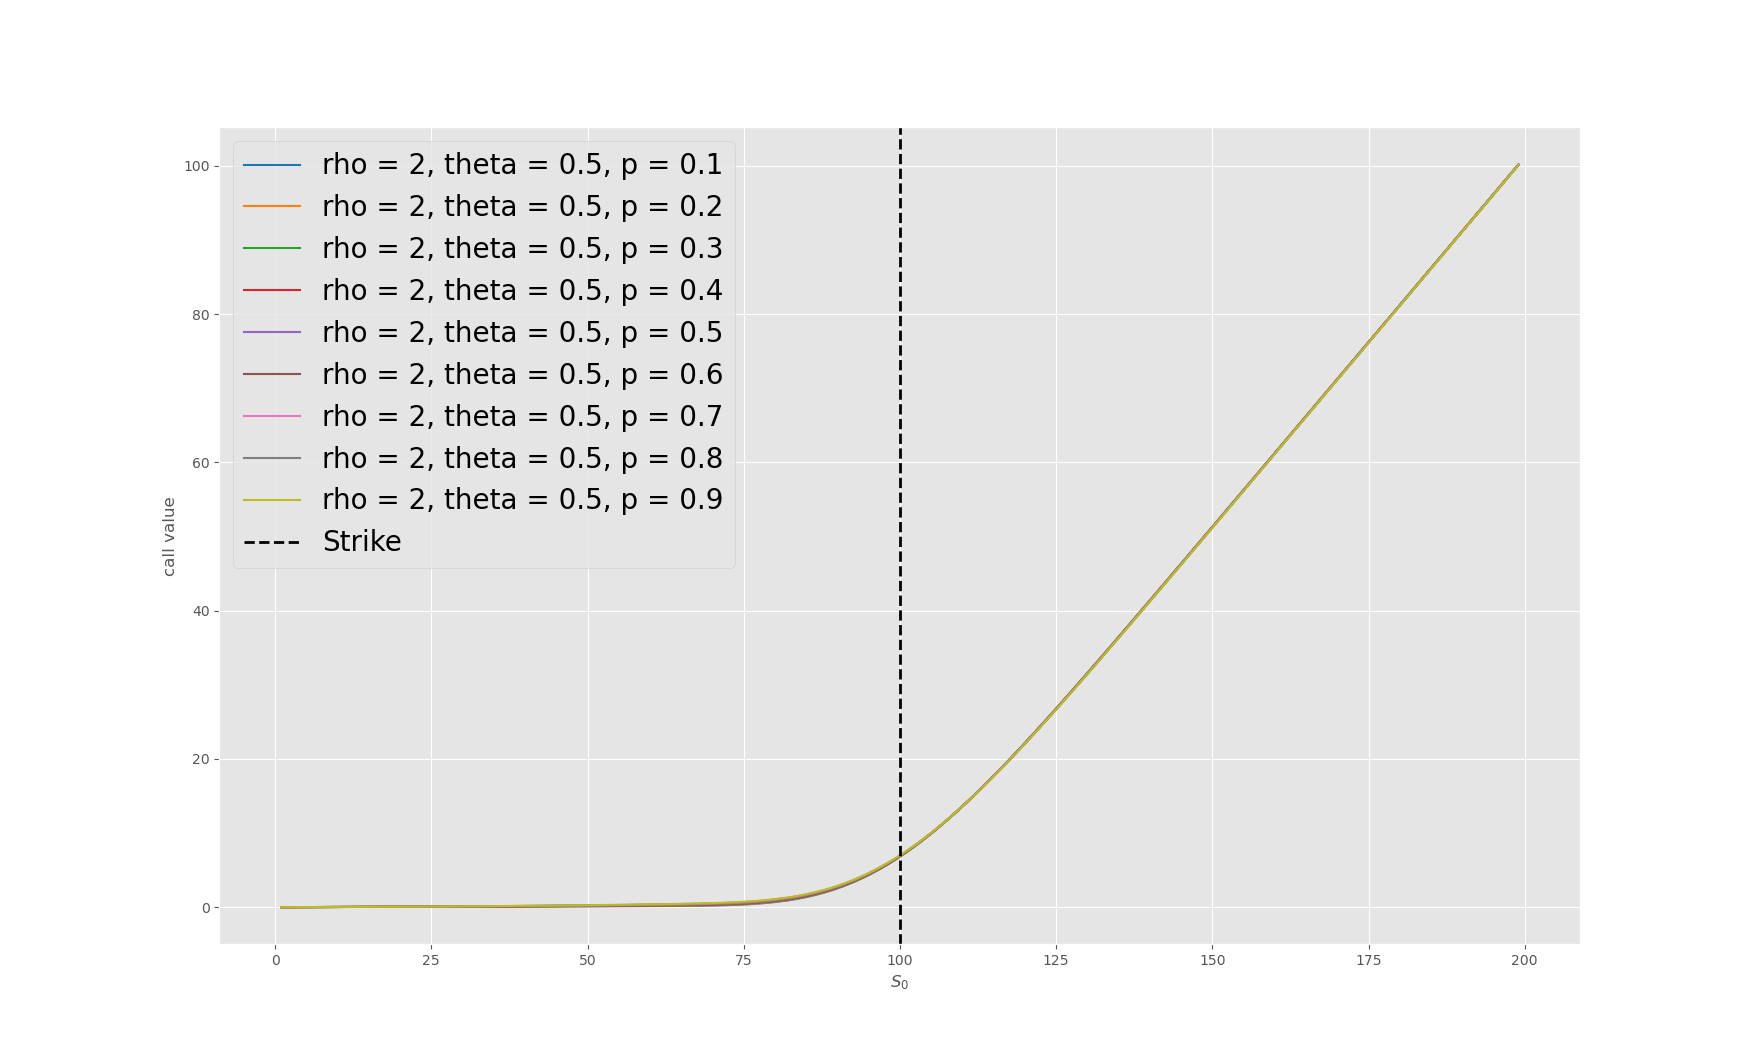 rho = 2, theta = 0.5, p = 0.1
rho = 2, theta = 0.5, p = 0.2
rho = 2, theta = 0.5, p = 0.3
rho = 2, theta = 0.5, p = 0.4
rho = 2, theta = 0.5, p = 0.5
rho = 2, theta = 0.5, p = 0.6
rho = 2, theta = 0.5, p = 0.7
rho = 2, theta = 0.5, p = 0.8
rho = 2, theta = 0.5, p = 0.9
Strike
100
80
60
40
20
0
call value
0 25 50 75 100 125 150 175 200
S₀